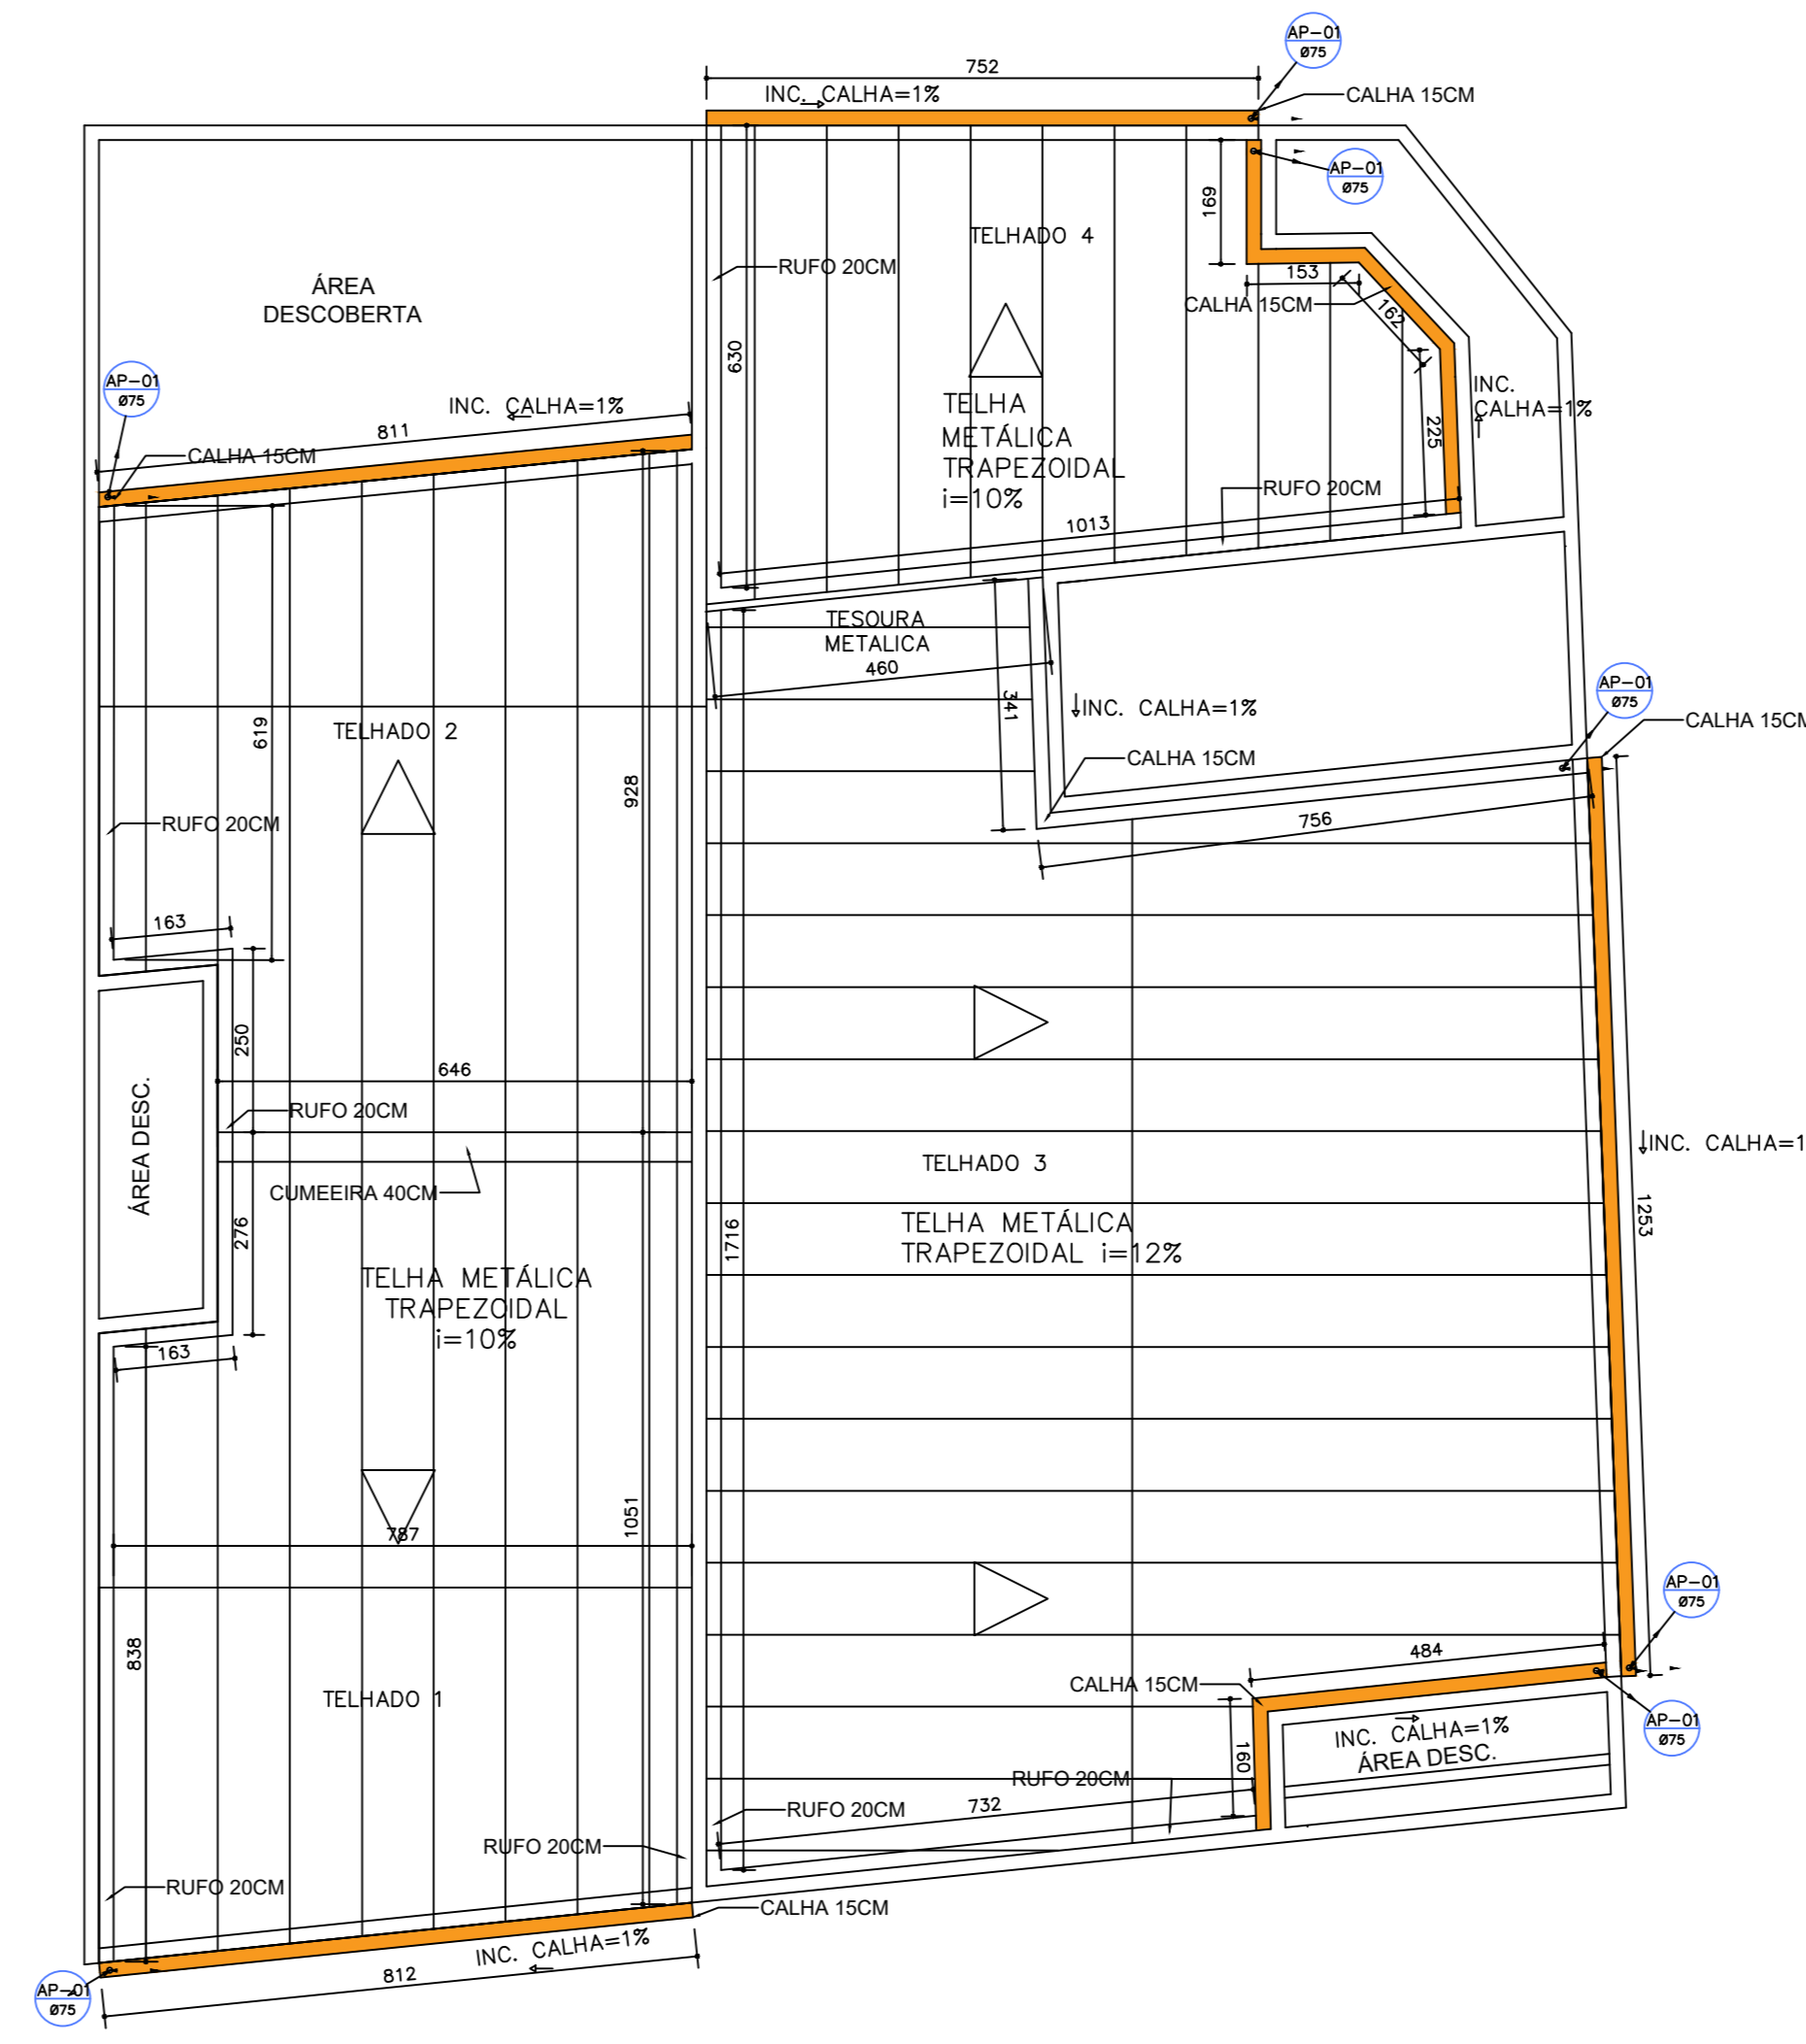 AP-01
Ø75
752
INC. CALHA=1%
CALHA 15CM
AP-01
Ø75
169
TELHADO 4
RUFO 20CM
153
ÁREA
DESCOBERTA
CALHA 15CM
162
630
AP-01
Ø75
INC.
CALHA=1%
INC. CALHA=1%
TELHA
METÁLICA
TRAPEZOIDAL
i=10%
811
225
CALHA 15CM
RUFO 20CM
1013
TESOURA
METALICA
460
341
AP-01
Ø75
INC. CALHA=1%
CALHA 15CM
TELHADO 2
619
CALHA 15CM
928
RUFO 20CM
756
163
250
646
RUFO 20CM
ÁREA DESC.
INC. CALHA=1
TELHADO 3
CUMEEIRA 40CM
276
1716
1253
TELHA METÁLICA
TRAPEZOIDAL i=12%
TELHA METÁLICA
TRAPEZOIDAL
i=10%
163
1051
787
AP-01
Ø75
838
484
CALHA 15CM
TELHADO 1
AP-01
Ø75
INC. CALHA=1%
ÁREA DESC.
160
RUFO 20CM
732
RUFO 20CM
RUFO 20CM
RUFO 20CM
CALHA 15CM
INC. CALHA=1%
812
AP-01
Ø75